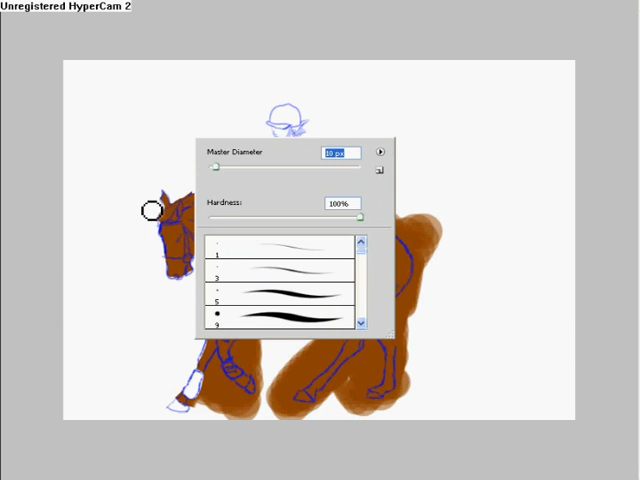 Unregistered HyperCam 2
Master Diameter
18 px
Hardness:
100%
1
3
5
9